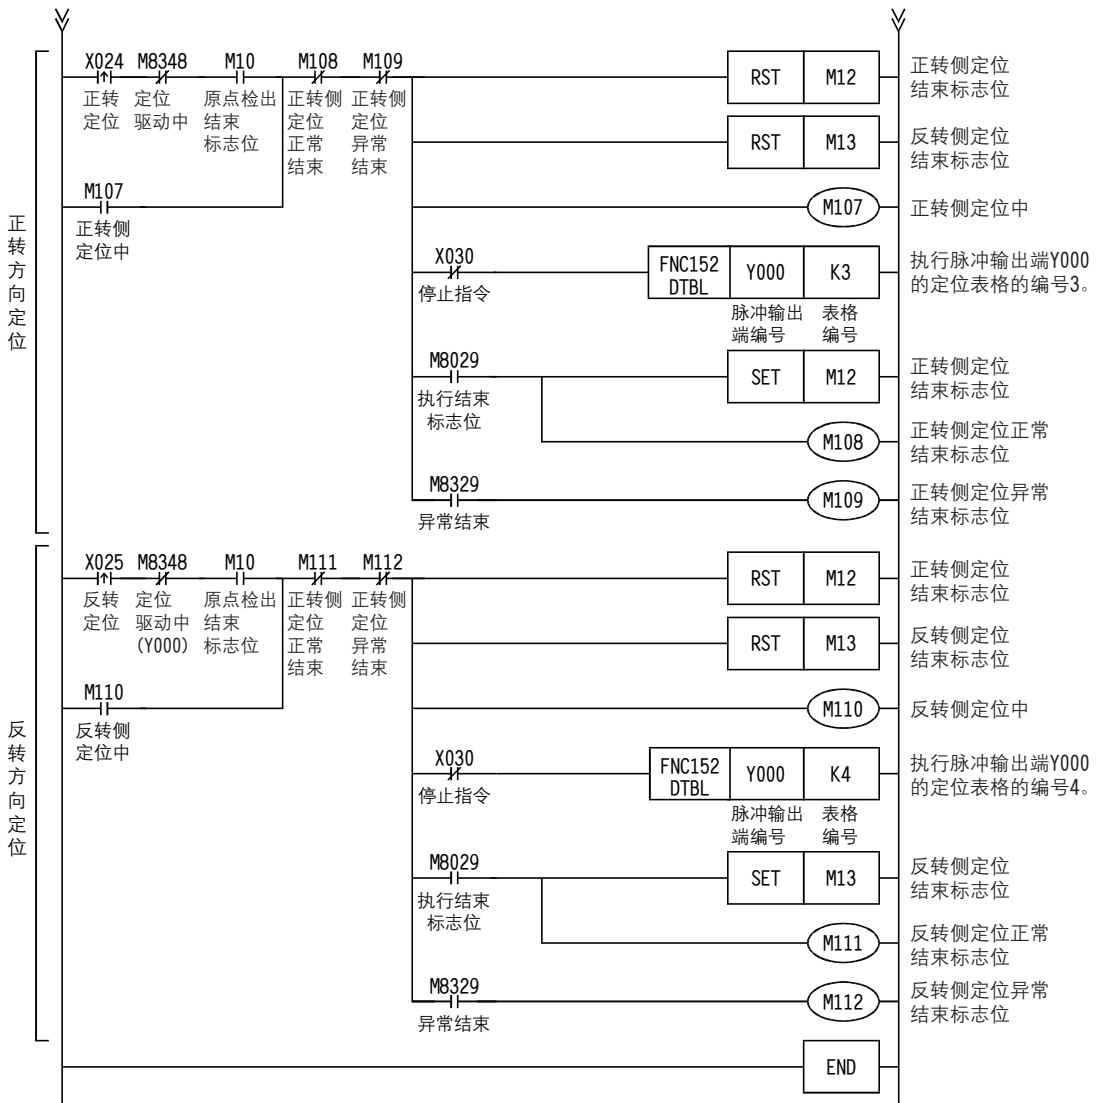 X024 M8348 M10 M108 M109
正转 定位 原点检出 正转侧 正转侧
定位 驱动中 结束 定位 定位
标志位 正常 异常
结束 结束
RST M12
正转侧定位
结束标志位
RST M13
反转侧定位
结束标志位
M107
正转侧
定位中
M107
正转侧定位中
正转方向定位
X030
停止指令
FNC152
DTBL
Y000
K3
脉冲输出 表格
端编号 编号
执行脉冲输出端Y000
的定位表格的编号3。
M8029
执行结束
标志位
SET M12
正转侧定位
结束标志位
M108
正转侧定位正常
结束标志位
M8329
异常结束
M109
正转侧定位异常
结束标志位
X025 M8348 M10 M111 M112
反转 定位 原点检出 正转侧 正转侧
定位 驱动中 结束 定位 定位
(Y000) 标志位 正常 异常
结束 结束
RST M12
正转侧定位
结束标志位
RST M13
反转侧定位
结束标志位
M110
反转侧
定位中
M110
反转侧定位中
反转方向定位
X030
停止指令
FNC152
DTBL
Y000
K4
脉冲输出 表格
端编号 编号
执行脉冲输出端Y000
的定位表格的编号4。
M8029
执行结束
标志位
SET M13
反转侧定位
结束标志位
M111
反转侧定位正常
结束标志位
M8329
异常结束
M112
反转侧定位异常
结束标志位
END